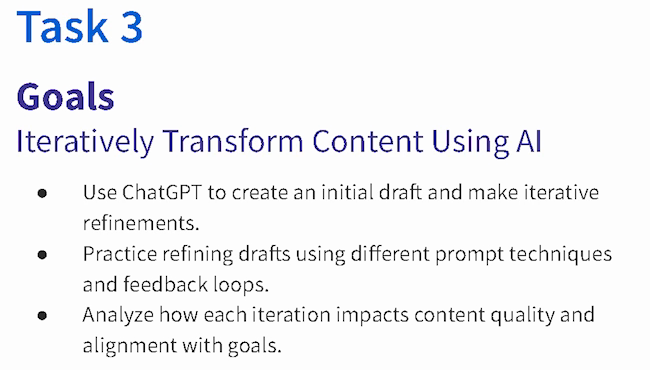 Task 3
Goals
Iteratively Transform Content Using AI
● Use ChatGPT to create an initial draft and make iterative
refinements.
● Practice refining drafts using different prompt techniques
and feedback loops.
● Analyze how each iteration impacts content quality and
alignment with goals.